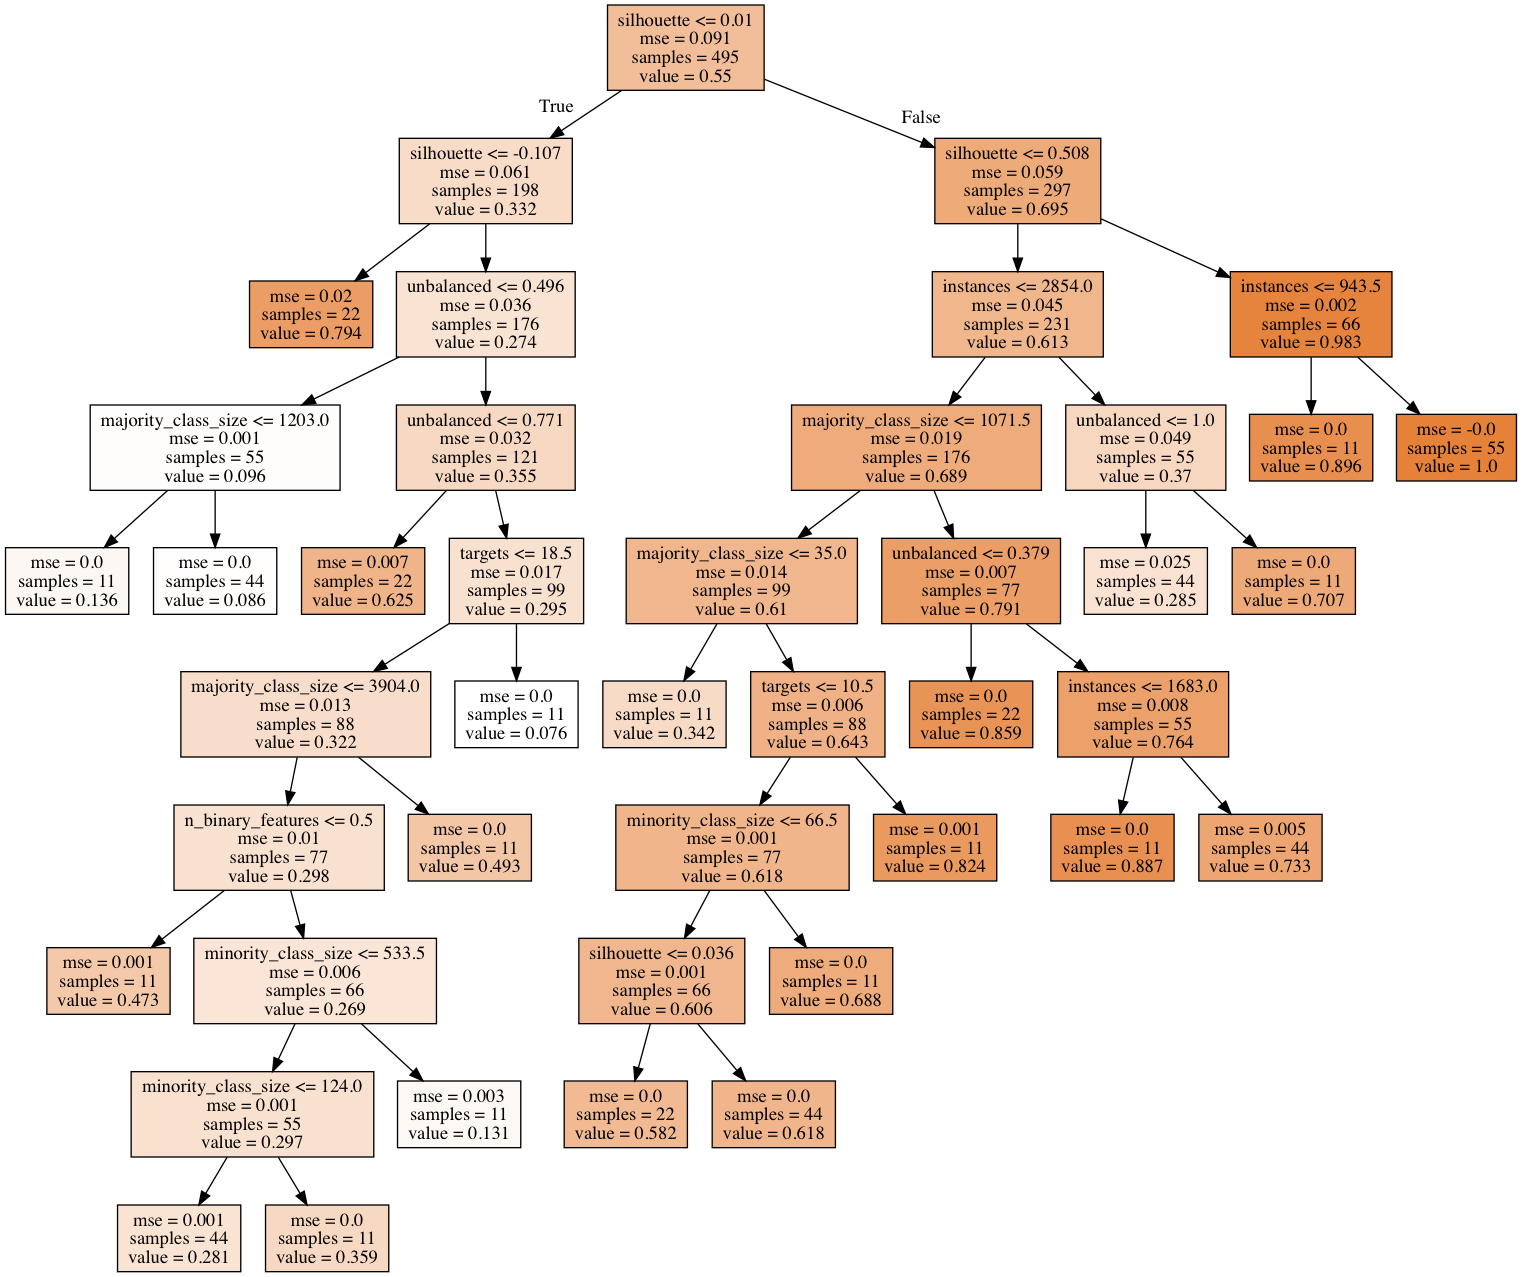 silhouette <= 0.01
mse = 0.091
samples = 495
value = 0.55
True
False
silhouette <= -0.107
mse = 0.061
samples = 198
value = 0.332
silhouette <= 0.508
mse = 0.059
samples = 297
value = 0.695
mse = 0.02
samples = 22
value = 0.794
unbalanced <= 0.496
mse = 0.036
samples = 176
value = 0.274
instances <= 2854.0
mse = 0.045
samples = 231
value = 0.613
instances <= 943.5
mse = 0.002
samples = 66
value = 0.983
majority_class_size <= 1203.0
mse = 0.001
samples = 55
value = 0.096
unbalanced <= 0.771
mse = 0.032
samples = 121
value = 0.355
majority_class_size <= 1071.5
mse = 0.019
samples = 176
value = 0.689
unbalanced <= 1.0
mse = 0.049
samples = 55
value = 0.37
mse = 0.0
samples = 11
value = 0.896
mse = -0.0
samples = 55
value = 1.0
mse = 0.0
samples = 11
value = 0.136
mse = 0.0
samples = 44
value = 0.086
mse = 0.007
samples = 22
value = 0.625
targets <= 18.5
mse = 0.017
samples = 99
value = 0.295
majority_class_size <= 35.0
mse = 0.014
samples = 99
value = 0.61
unbalanced <= 0.379
mse = 0.007
samples = 77
value = 0.791
mse = 0.025
samples = 44
value = 0.285
mse = 0.0
samples = 11
value = 0.707
majority_class_size <= 3904.0
mse = 0.013
samples = 88
value = 0.322
mse = 0.0
samples = 11
value = 0.076
mse = 0.0
samples = 11
value = 0.342
targets <= 10.5
mse = 0.006
samples = 88
value = 0.643
mse = 0.0
samples = 22
value = 0.859
instances <= 1683.0
mse = 0.008
samples = 55
value = 0.764
n_binary_features <= 0.5
mse = 0.01
samples = 77
value = 0.298
mse = 0.0
samples = 11
value = 0.493
minority_class_size <= 66.5
mse = 0.001
samples = 77
value = 0.618
mse = 0.001
samples = 11
value = 0.824
mse = 0.0
samples = 11
value = 0.887
mse = 0.005
samples = 44
value = 0.733
mse = 0.001
samples = 11
value = 0.473
minority_class_size <= 533.5
mse = 0.006
samples = 66
value = 0.269
silhouette <= 0.036
mse = 0.001
samples = 66
value = 0.606
mse = 0.0
samples = 11
value = 0.688
minority_class_size <= 124.0
mse = 0.001
samples = 55
value = 0.297
mse = 0.003
samples = 11
value = 0.131
mse = 0.0
samples = 22
value = 0.582
mse = 0.0
samples = 44
value = 0.618
mse = 0.001
samples = 44
value = 0.281
mse = 0.0
samples = 11
value = 0.359